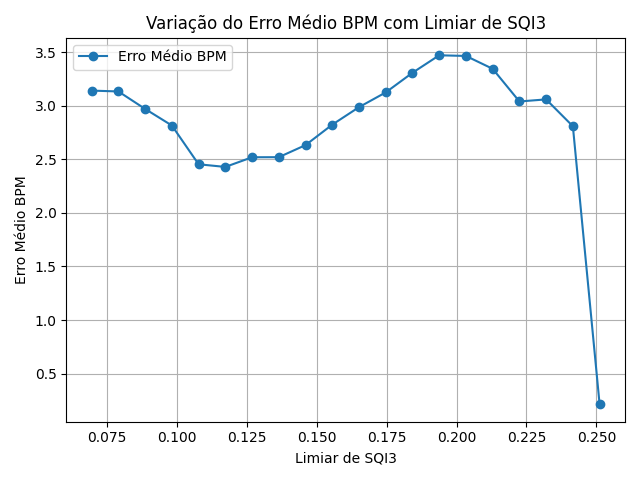 Variação do Erro Médio BPM com Limiar de SQI3
Erro Médio BPM
3.5
3.0
2.5
2.0
1.5
1.0
0.5
Erro Médio BPM
0.075 0.100 0.125 0.150 0.175 0.200 0.225 0.250
Limiar de SQI3